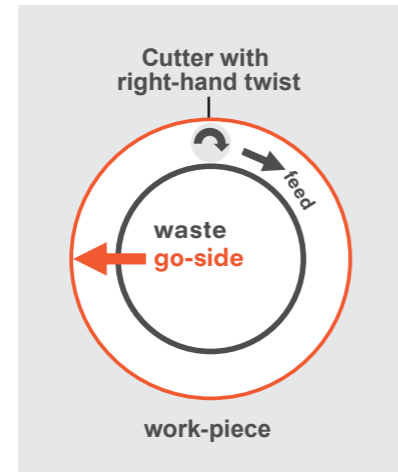 Cutter with
right-hand twist
feed
waste
go-side
work-piece